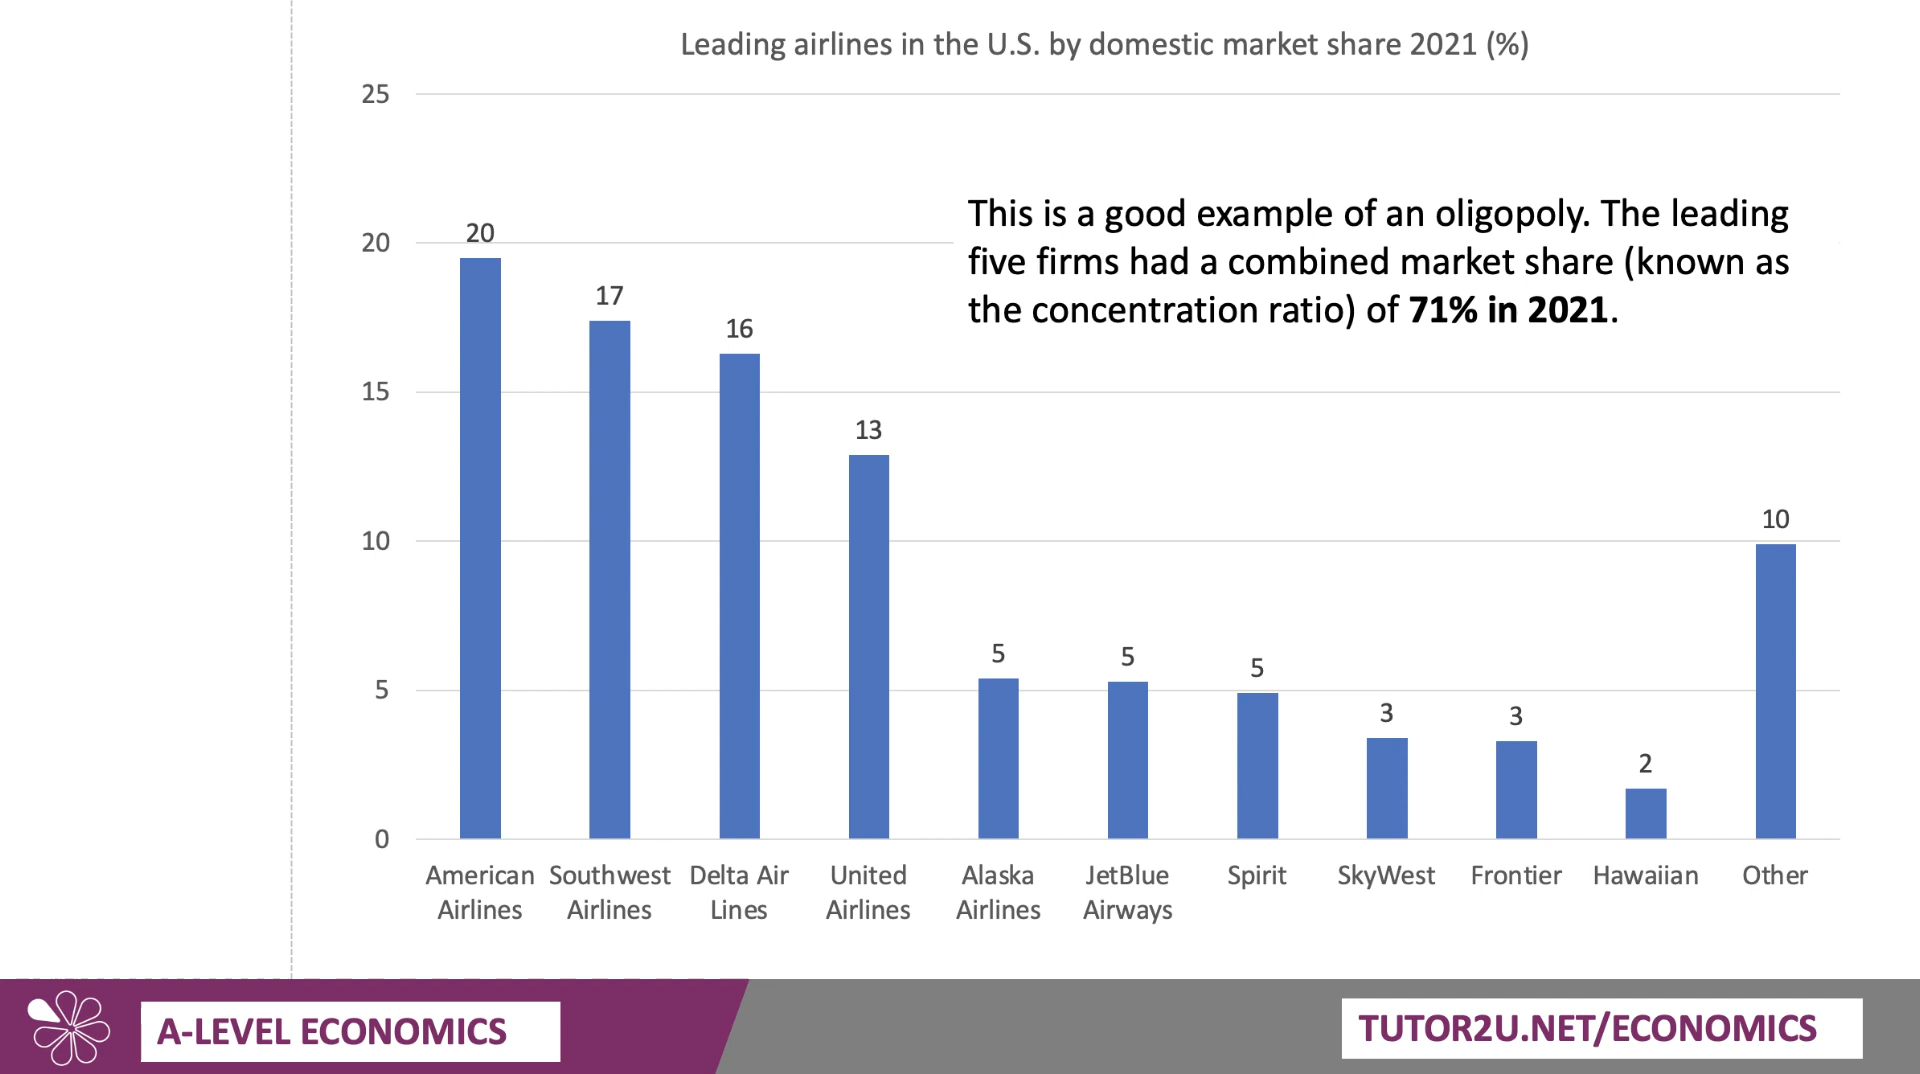 Leading airlines in the U.S. by domestic market share 2021 (%)
25
20
15
10
5
0
This is a good example of an oligopoly. The leading
five firms had a combined market share (known as
the concentration ratio) of 71% in 2021.
20
17
16
13
5
5
5
3
3
2
10
American Airlines
Southwest Airlines
Delta Air Lines
United Airlines
Alaska Airlines
JetBlue Airways
Spirit
SkyWest
Frontier
Hawaiian
Other
A-LEVEL ECONOMICS
TUTOR2U.NET/ECONOMICS